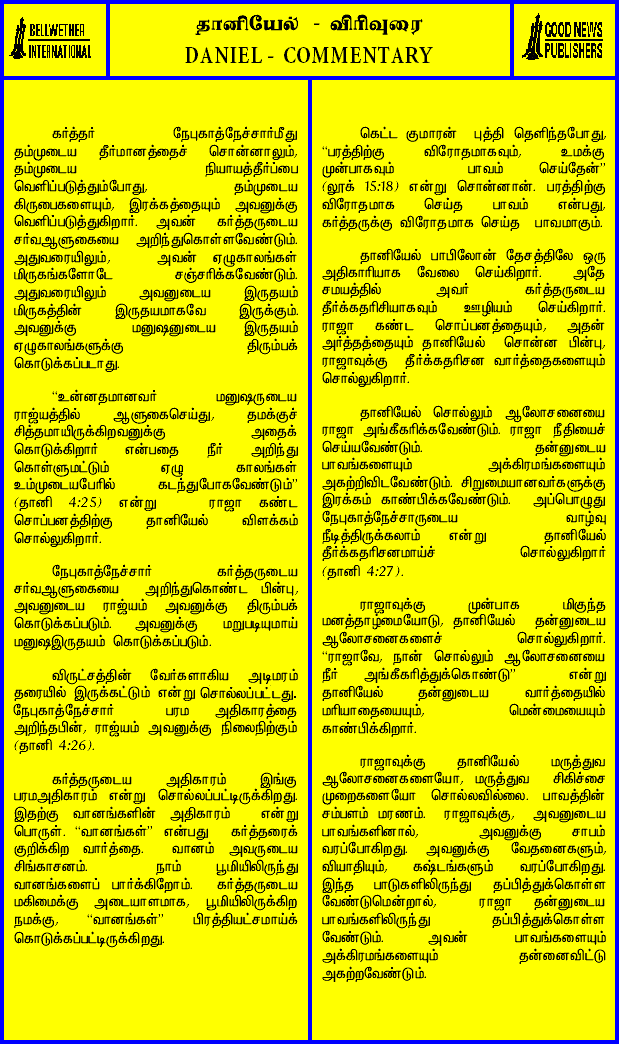 BELLWETHER
INTERNATIONAL
தானியேல் - விரிவுரை
DANIEL - COMMENTARY
GOOD NEWS
PUBLISHERS
கர்த்தர் நேபுகாத்நேச்சார்மீது
தம்முடைய தீர்மானத்தைச் சொன்னாலும்,
தம்முடைய நியாயத்தீர்ப்பை
வெளிப்படுத்தும்போது, தம்முடைய
கிருபைகளையும், இரக்கத்தையும் அவனுக்கு
வெளிப்படுத்துகிறார். அவன் கர்த்தருடைய
சர்வஆளுகையை அறிந்துகொள்ளவேண்டும்.
அதுவரையிலும், அவன் ஏழுகாலங்கள்
மிருகங்களோடே சஞ்சரிக்கவேண்டும்.
அதுவரையிலும் அவனுடைய இருதயம்
மிருகத்தின் இருதயமாகவே இருக்கும்.
அவனுக்கு மனுஷனுடைய இருதயம்
ஏழுகாலங்களுக்கு திரும்பக்
கொடுக்கப்படாது.
“உன்னதமானவர் மனுஷருடைய
ராஜ்யத்தில் ஆளுகைசெய்து, தமக்குச்
சித்தமாயிருக்கிறவனுக்கு அதைக்
கொடுக்கிறார் என்பதை நீர் அறிந்து
கொள்ளுமட்டும் ஏழு காலங்கள்
உம்முடையபேரில் கடந்துபோகவேண்டும்”
(தானி 4:25) என்று ராஜா கண்ட
சொப்பனத்திற்கு தானியேல் விளக்கம்
சொல்லுகிறார்.
நேபுகாத்நேச்சார் கர்த்தருடைய
சர்வஆளுகையை அறிந்துகொண்ட பின்பு,
அவனுடைய ராஜ்யம் அவனுக்கு திரும்பக்
கொடுக்கப்படும். அவனுக்கு மறுபடியுமாய்
மனுஷஇருதயம் கொடுக்கப்படும்.
விருட்சத்தின் வேர்களாகிய அடிமரம்
தரையில் இருக்கட்டும் என்று சொல்லப்பட்டது.
நேபுகாத்நேச்சார் பரம அதிகாரத்தை
அறிந்தபின், ராஜ்யம் அவனுக்கு நிலைநிற்கும்
(தானி 4:26).
கர்த்தருடைய அதிகாரம் இங்கு
பரமஅதிகாரம் என்று சொல்லப்பட்டிருக்கிறது.
இதற்கு வானங்களின் அதிகாரம் என்று
பொருள். “வானங்கள்” என்பது கர்த்தரைக்
குறிக்கிற வார்த்தை. வானம் அவருடைய
சிங்காசனம். நாம் பூமியிலிருந்து
வானங்களைப் பார்க்கிறோம். கர்த்தருடைய
மகிமைக்கு அடையாளமாக, பூமியிலிருக்கிற
நமக்கு, “வானங்கள்” பிரத்தியட்சமாய்க்
கொடுக்கப்பட்டிருக்கிறது.
கெட்ட குமாரன் புத்தி தெளிந்தபோது,
“பரத்திற்கு விரோதமாகவும், உமக்கு
முன்பாகவும் பாவம் செய்தேன்”
(லூக் 15:18) என்று சொன்னான். பரத்திற்கு
விரோதமாக செய்த பாவம் என்பது,
கர்த்தருக்கு விரோதமாக செய்த பாவமாகும்.
தானியேல் பாபிலோன் தேசத்திலே ஒரு
அதிகாரியாக வேலை செய்கிறார். அதே
சமயத்தில் அவர் கர்த்தருடைய
தீர்க்கதரிசியாகவும் ஊழியம் செய்கிறார்.
ராஜா கண்ட சொப்பனத்தையும், அதன்
அர்த்தத்தையும் தானியேல் சொன்ன பின்பு,
ராஜாவுக்கு தீர்க்கதரிசன வார்த்தைகளையும்
சொல்லுகிறார்.
தானியேல் சொல்லும் ஆலோசனையை
ராஜா அங்கீகரிக்கவேண்டும். ராஜா நீதியைச்
செய்யவேண்டும். தன்னுடைய
பாவங்களையும் அக்கிரமங்களையும்
அகற்றிவிடவேண்டும். சிறுமையானவர்களுக்கு
இரக்கம் காண்பிக்கவேண்டும். அப்பொழுது
நேபுகாத்நேச்சாருடைய வாழ்வு
நீடித்திருக்கலாம் என்று தானியேல்
தீர்க்கதரிசனமாய்ச் சொல்லுகிறார்
(தானி 4:27).
ராஜாவுக்கு முன்பாக மிகுந்த
மனத்தாழ்மையோடு, தானியேல் தன்னுடைய
ஆலோசனைகளைச் சொல்லுகிறார்.
“ராஜாவே, நான் சொல்லும் ஆலோசனையை
நீர் அங்கீகரித்துக்கொண்டு” என்று
தானியேல் தன்னுடைய வார்த்தையில்
மரியாதையையும், மென்மையையும்
காண்பிக்கிறார்.
ராஜாவுக்கு தானியேல் மருத்துவ
ஆலோசனைகளையோ, மருத்துவ சிகிச்சை
முறைகளையோ சொல்லவில்லை. பாவத்தின்
சம்பளம் மரணம். ராஜாவுக்கு, அவனுடைய
பாவங்களினால், அவனுக்கு சாபம்
வரப்போகிறது. அவனுக்கு வேதனைகளும்,
வியாதியும், கஷ்டங்களும் வரப்போகிறது.
இந்த பாடுகளிலிருந்து தப்பித்துக்கொள்ள
வேண்டுமென்றால், ராஜா தன்னுடைய
பாவங்களிலிருந்து தப்பித்துக்கொள்ள
வேண்டும். அவன் பாவங்களையும்
அக்கிரமங்களையும் தன்னைவிட்டு
அகற்றவேண்டும்.